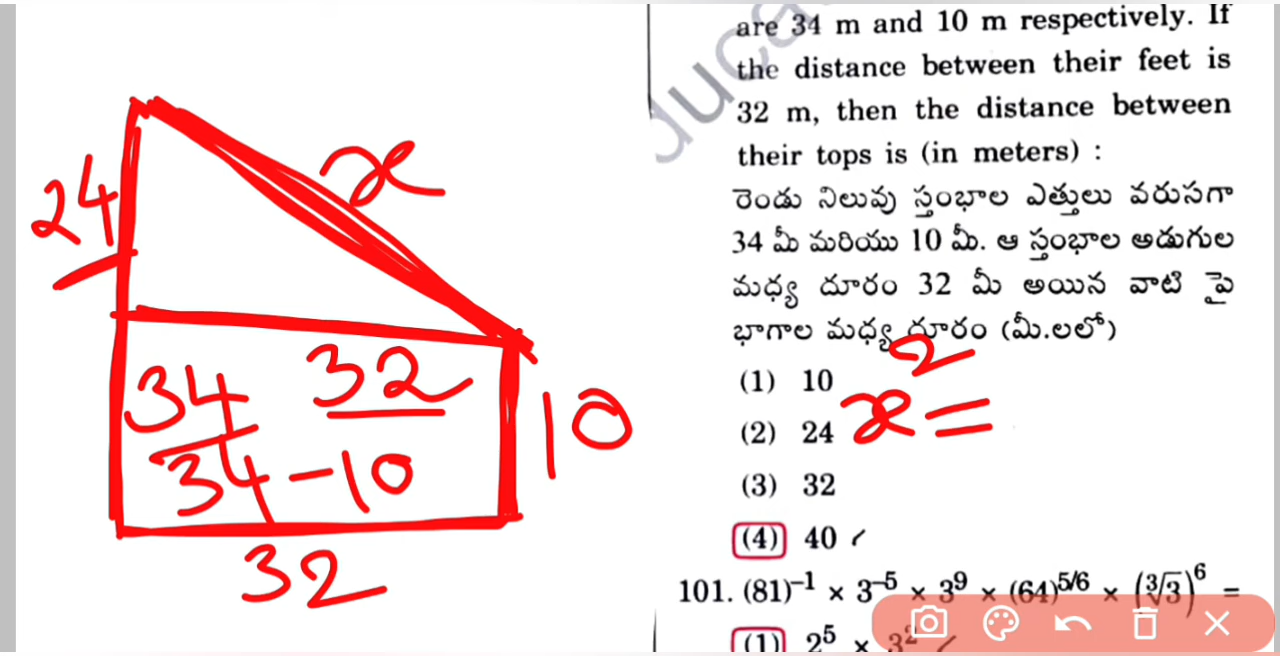 are 34 m and 10 m respectively. If
the distance between their feet is
32 m, then the distance between
their tops is (in meters) :
రెండు నిలువు స్తంభాల ఎత్తులు వరుసగా
34 మీ మరియు 10 మీ. ఆ స్తంభాల అడుగుల
మధ్య దూరం 32 మీ అయిన వాటి పై
భాగాల మధ్య దూరం (మీ.లలో)
(1) 10
(2) 24
(3) 32
(4) 40
x² =
101. (81)⁻¹ × 3⁻⁵ × 3⁹ × (64)^5/6 × (∛3)⁶ =
(1) 2⁵ × 3²
24
x
34
32
34 - 10
10
32